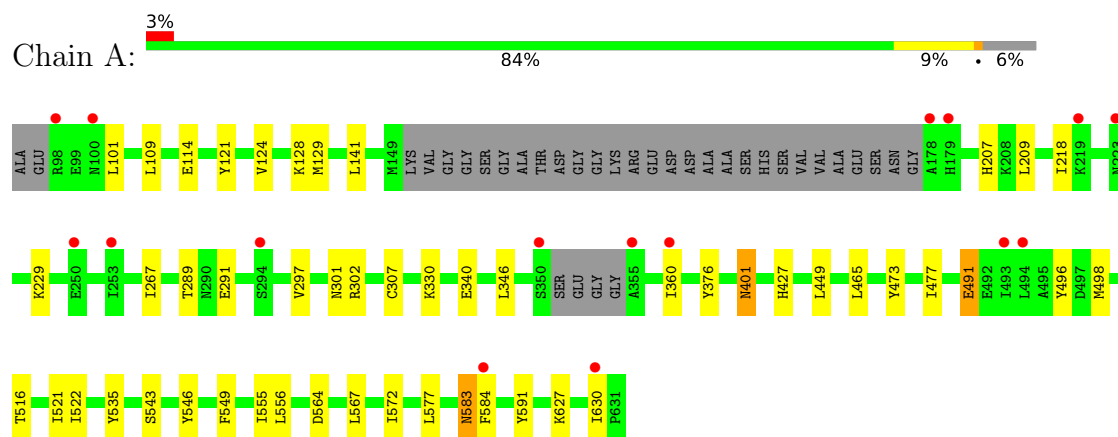 3%
Chain A:
84% 9% • 6%
ALA GLU R98 E99 N100 L101 L109 E114 Y121 V124 K128 M129 L141 M149 LYS VAL GLY GLY SER GLY ALA THR ASP GLY GLY LYS ARG GLU ASP ASP ALA ALA SER HIS SER VAL VAL ALA GLU SER ASN GLY A178 H179 H207 K208 L209 I218 K219 N223
K229 E250 I253 I267 T289 N290 E291 S294 V297 N301 R302 C307 K330 E340 L346 S350 SER GLU GLY GLY A355 I360 Y376 N401 H427 L449 L465 Y473 I477 E491 E492 I493 L494 A495 Y496 D497 M498
T516 I521 I522 Y535 S543 Y546 F549 I555 L556 D564 L567 I572 L577 N583 F584 Y591 K627 I630 P631